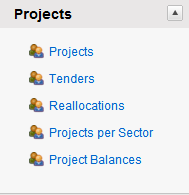 Projects
Projects
Tenders
Reallocations
Projects per Sector
Project Balances